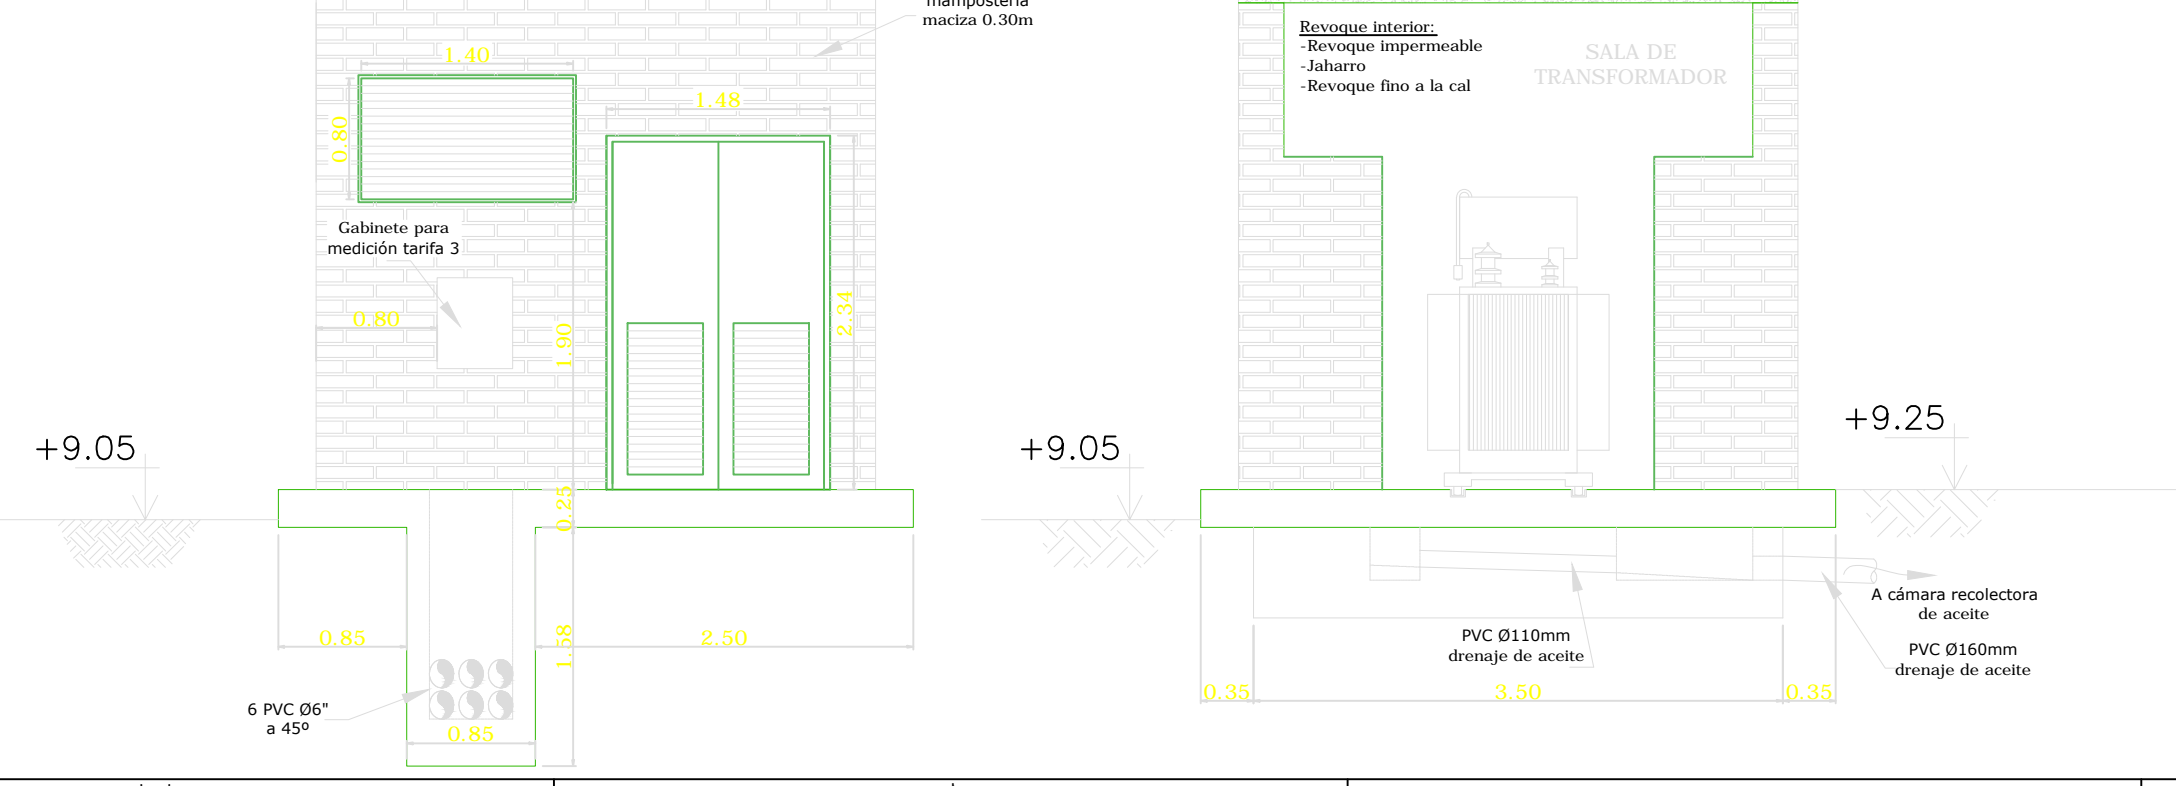 mampostería
maciza 0.30m
1.40
0.80
1.48
Gabinete para
medición tarifa 3
0.80
1.90
2.34
+9.05
0.25
0.85
1.58
2.50
6 PVC Ø6"
a 45º
0.85
Revoque interior:
-Revoque impermeable
-Jaharro
-Revoque fino a la cal
SALA DE
TRANSFORMADOR
+9.05
+9.25
A cámara recolectora
de aceite
PVC Ø110mm
drenaje de aceite
PVC Ø160mm
drenaje de aceite
0.35
3.50
0.35